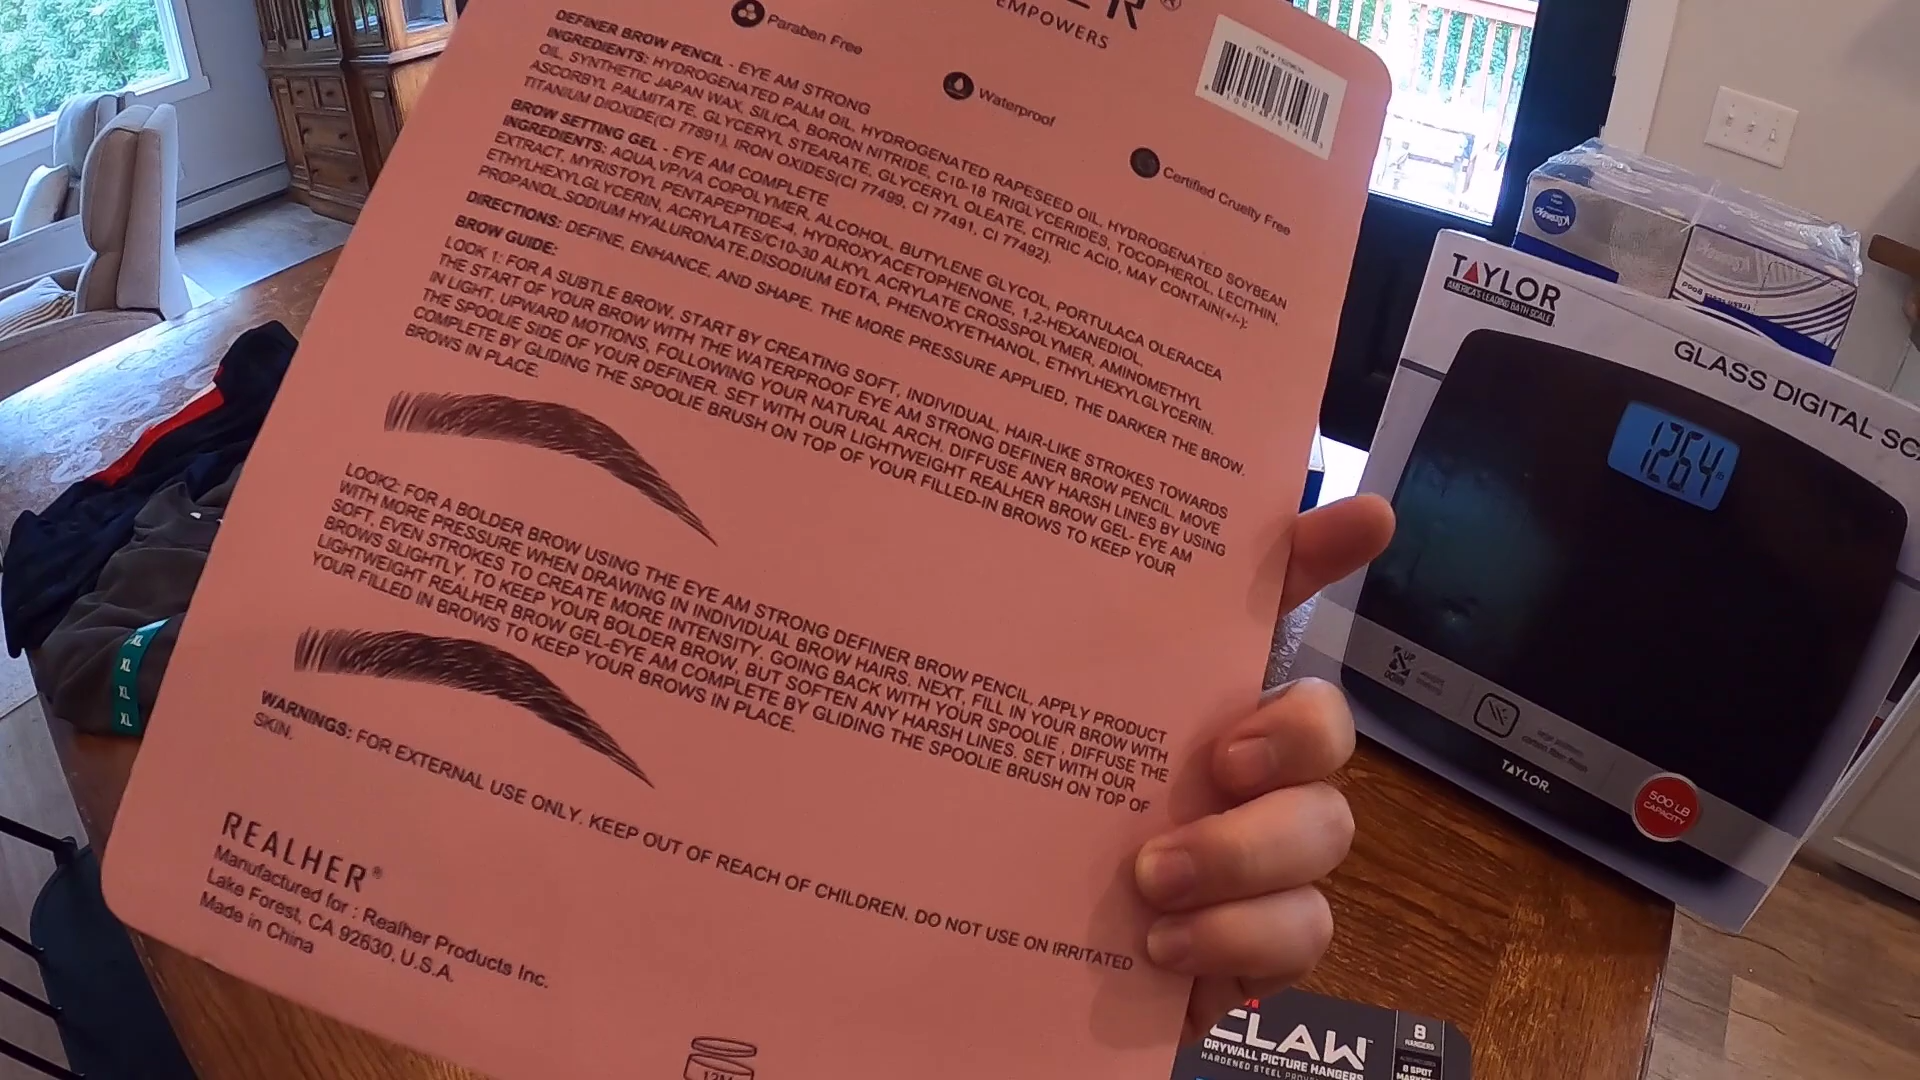 EMPOWERS
Paraben Free
Waterproof
Certified Cruelty Free
DEFINER BROW PENCIL - EYE AM STRONG
INGREDIENTS: HYDROGENATED PALM OIL, HYDROGENATED RAPESEED OIL, HYDROGENATED SOYBEAN
OIL, SYNTHETIC JAPAN WAX, SILICA, BORON NITRIDE, C10-18 TRIGLYCERIDES, TOCOPHEROL, LECITHIN,
ASCORBYL PALMITATE, GLYCERYL STEARATE, GLYCERYL OLEATE, CITRIC ACID, MAY CONTAIN(+/-):
TITANIUM DIOXIDE(CI 77891), IRON OXIDES(CI 77499, CI 77491, CI 77492).
BROW SETTING GEL - EYE AM COMPLETE
INGREDIENTS: AQUA, VP/VA COPOLYMER, ALCOHOL, BUTYLENE GLYCOL, PORTULACA OLERACEA
EXTRACT, MYRISTOYL PENTAPEPTIDE-4, HYDROXYACETOPHENONE, 1,2-HEXANEDIOL,
ETHYLHEXYLGLYCERIN, ACRYLATES/C10-30 ALKYL ACRYLATE CROSSPOLYMER, AMINOMETHYL
PROPANOL,SODIUM HYALURONATE,DISODIUM EDTA, PHENOXYETHANOL, ETHYLHEXYLGLYCERIN.
DIRECTIONS: DEFINE, ENHANCE, AND SHAPE. THE MORE PRESSURE APPLIED, THE DARKER THE BROW.
BROW GUIDE:
LOOK 1: FOR A SUBTLE BROW, START BY CREATING SOFT, INDIVIDUAL, HAIR-LIKE STROKES TOWARDS
THE START OF YOUR BROW WITH THE WATERPROOF EYE AM STRONG DEFINER BROW PENCIL. MOVE
IN LIGHT, UPWARD MOTIONS, FOLLOWING YOUR NATURAL ARCH. DIFFUSE ANY HARSH LINES BY USING
THE SPOOLIE SIDE OF YOUR DEFINER. SET WITH OUR LIGHTWEIGHT REALHER BROW GEL- EYE AM
COMPLETE BY GLIDING THE SPOOLIE BRUSH ON TOP OF YOUR FILLED-IN BROWS TO KEEP YOUR
BROWS IN PLACE.
LOOK2: FOR A BOLDER BROW USING THE EYE AM STRONG DEFINER BROW PENCIL, APPLY PRODUCT
WITH MORE PRESSURE WHEN DRAWING IN INDIVIDUAL BROW HAIRS. NEXT, FILL IN YOUR BROW WITH
SOFT, EVEN STROKES TO CREATE MORE INTENSITY. GOING BACK WITH YOUR SPOOLIE , DIFFUSE THE
BROWS SLIGHTLY, TO KEEP YOUR BOLDER BROW, BUT SOFTEN ANY HARSH LINES. SET WITH OUR
LIGHTWEIGHT REALHER BROW GEL-EYE AM COMPLETE BY GLIDING THE SPOOLIE BRUSH ON TOP OF
YOUR FILLED IN BROWS TO KEEP YOUR BROWS IN PLACE.
WARNINGS: FOR EXTERNAL USE ONLY. KEEP OUT OF REACH OF CHILDREN. DO NOT USE ON IRRITATED
SKIN.
REALHER®
Manufactured for : Realher Products Inc.
Lake Forest, CA 92630, U.S.A.
Made in China
12M
XL
XL
XL
XL
TAYLOR
AMERICA'S LEADING BATH SCALE
GLASS DIGITAL
126.4
TAYLOR.
500 LB
CAPACITY
CLAW
DRYWALL PICTURE HANGERS
HARDENED STEEL
8
HANGERS
8 SPOT